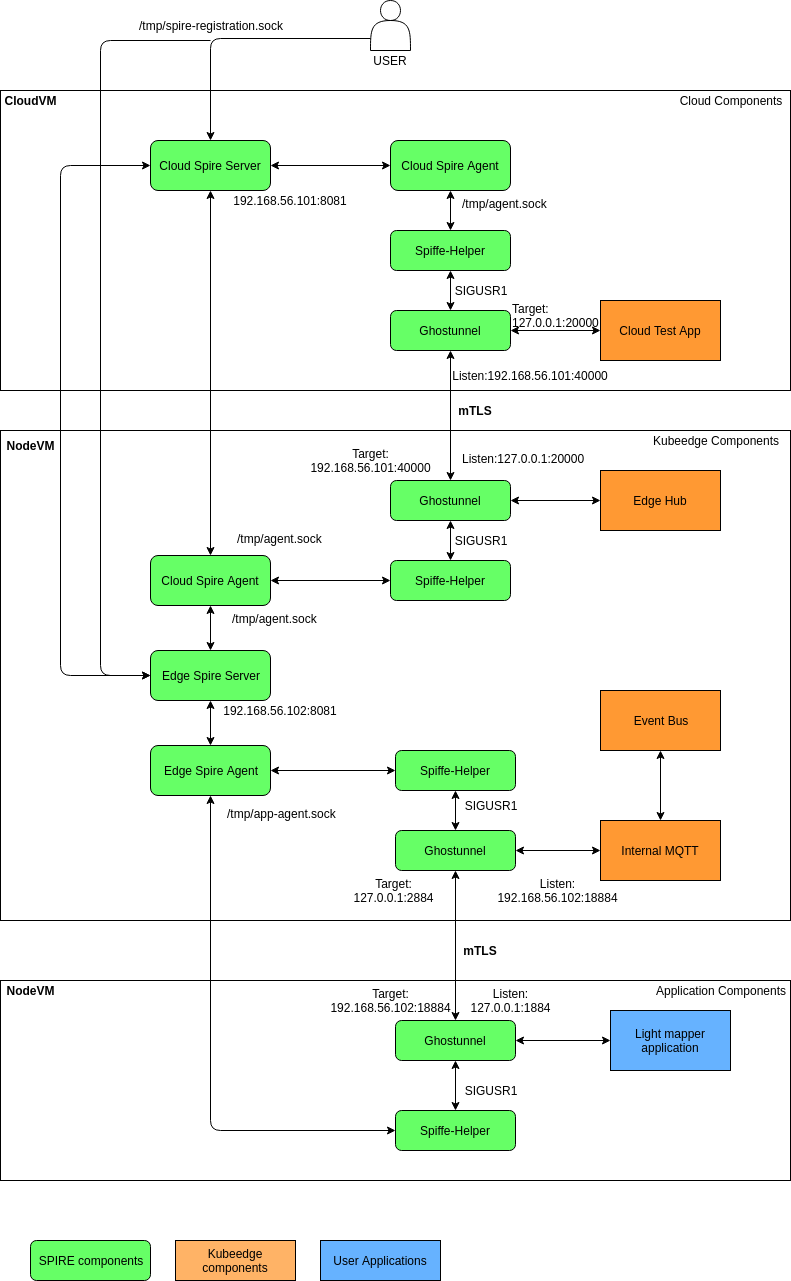 /tmp/spire-registration.sock
USER
CloudVM
Cloud Components
Cloud Spire Server
Cloud Spire Agent
192.168.56.101:8081
/tmp/agent.sock
Spiffe-Helper
SIGUSR1
Target:
127.0.0.1:20000
Ghostunnel
Cloud Test App
Listen:192.168.56.101:40000
mTLS
NodeVM
Kubeedge Components
Target:
192.168.56.101:40000
Listen:127.0.0.1:20000
Ghostunnel
Edge Hub
/tmp/agent.sock
SIGUSR1
Cloud Spire Agent
Spiffe-Helper
/tmp/agent.sock
Edge Spire Server
192.168.56.102:8081
Event Bus
Edge Spire Agent
Spiffe-Helper
/tmp/app-agent.sock
SIGUSR1
Ghostunnel
Internal MQTT
Target:
127.0.0.1:2884
Listen:
192.168.56.102:18884
mTLS
NodeVM
Application Components
Target:
192.168.56.102:18884
Listen:
127.0.0.1:1884
Ghostunnel
Light mapper
application
SIGUSR1
Spiffe-Helper
SPIRE components
Kubeedge
components
User Applications